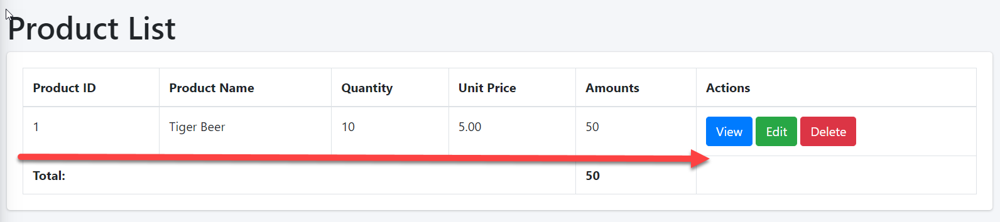 Product List
Product ID Product Name Quantity Unit Price Amounts Actions
1 Tiger Beer 10 5.00 50 View Edit Delete
Total: 50